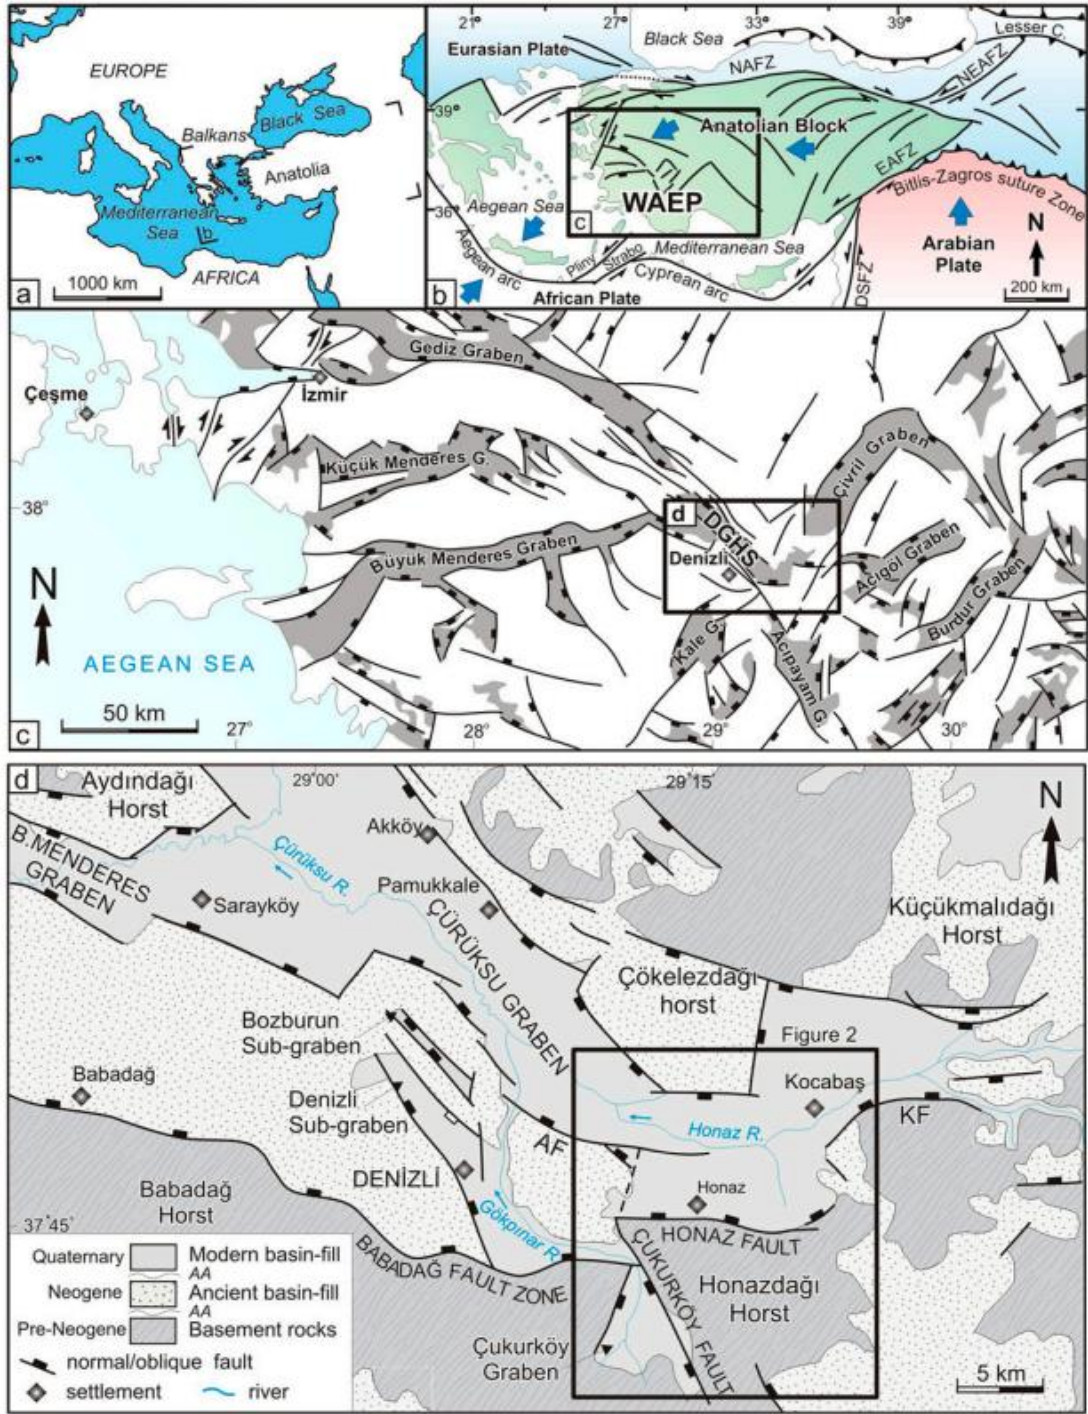 EUROPE
Balkans
Black Sea
Anatolia
Mediterranean
Sea
b
AFRICA
1000 km
a
21°
27°
33°
39°
Eurasian Plate
Black Sea
Lesser C.
NAFZ
NEAFZ
39°
Anatolian Block
EAFZ
Bitlis-Zagros suture Zone
WAEP
36°
Aegean Sea
c
Mediterranean Sea
Arabian
Plate
N
Aegean arc
Pliny
Strabo
Cyprean arc
DSFZ
African Plate
200 km
b
Gediz Graben
Çeşme
İzmir
Küçük Menderes G.
Çivril Graben
38°
d
DGHS
Denizli
Büyük Menderes Graben
Acıgöl Graben
Burdur Graben
N
Kale G.
Acıpayam G.
AEGEAN SEA
50 km
c
27°
28°
29°
30°
d
Aydındağı
Horst
29°00'
29°15'
N
Akköy
Çürüksu R.
B.MENDERES
GRABEN
Sarayköy
Pamukkale
ÇÜRÜKSU GRABEN
Küçükmalıdağı
Horst
Çökelezdağı
horst
Bozburun
Sub-graben
Figure 2
Babadağ
Kocabaş
Denizli
Sub-graben
AF
Honaz R.
KF
DENİZLİ
Babadağ
Horst
Honaz
37°45'
Gökpınar R.
HONAZ FAULT
BABADAĞ FAULT ZONE
ÇUKURKÖY FAULT
Honazdağı
Horst
Çukurköy
Graben
Quaternary
Modern basin-fill
AA
Neogene
Ancient basin-fill
AA
Pre-Neogene
Basement rocks
normal/oblique fault
settlement
river
5 km